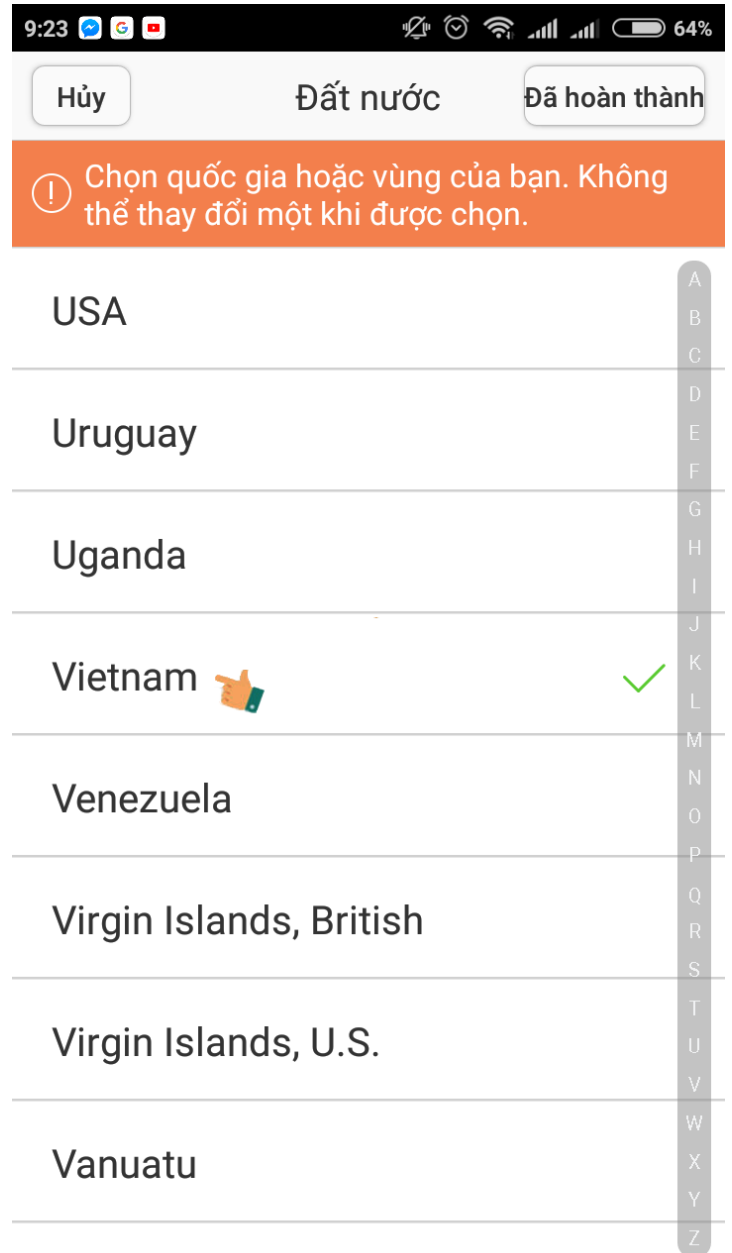 9:23 64%
Hủy Đất nước Đã hoàn thành
Chọn quốc gia hoặc vùng của bạn. Không
thể thay đổi một khi được chọn.
USA
Uruguay
Uganda
Vietnam
Venezuela
Virgin Islands, British
Virgin Islands, U.S.
Vanuatu
A
B
C
D
E
F
G
H
I
J
K
L
M
N
O
P
Q
R
S
T
U
V
W
X
Y
Z